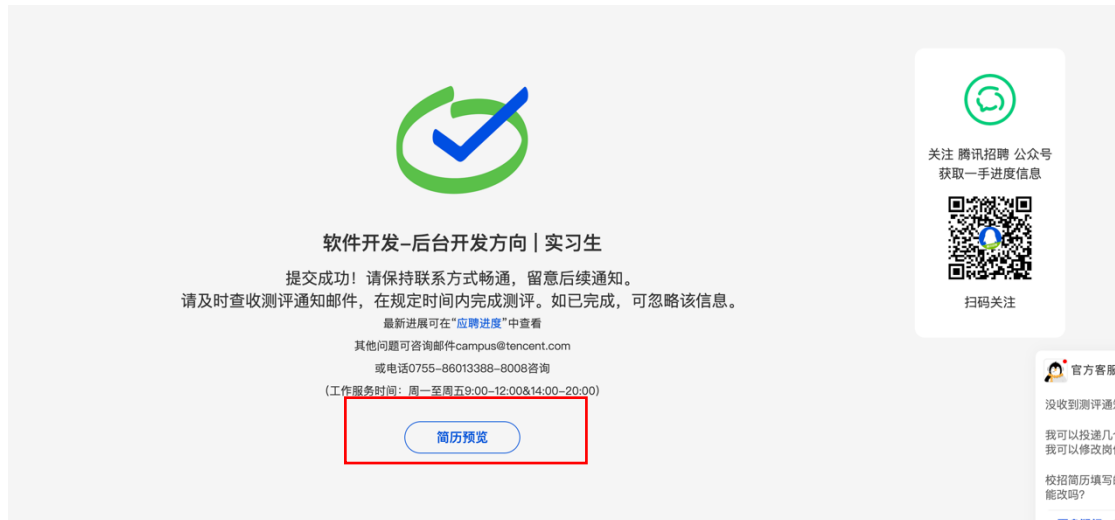 软件开发–后台开发方向 | 实习生
提交成功！请保持联系方式畅通，留意后续通知。
请及时查收测评通知邮件，在规定时间内完成测评。如已完成，可忽略该信息。
最新进展可在“应聘进度”中查看
其他问题可咨询邮件campus@tencent.com
或电话0755–86013388–8008咨询
（工作服务时间：周一至周五9:00–12:00&14:00–20:00）
简历预览
关注 腾讯招聘 公众号
获取一手进度信息
扫码关注
官方客服
没收到测评通
我可以投递几
我可以修改岗
校招简历填写
能改吗?